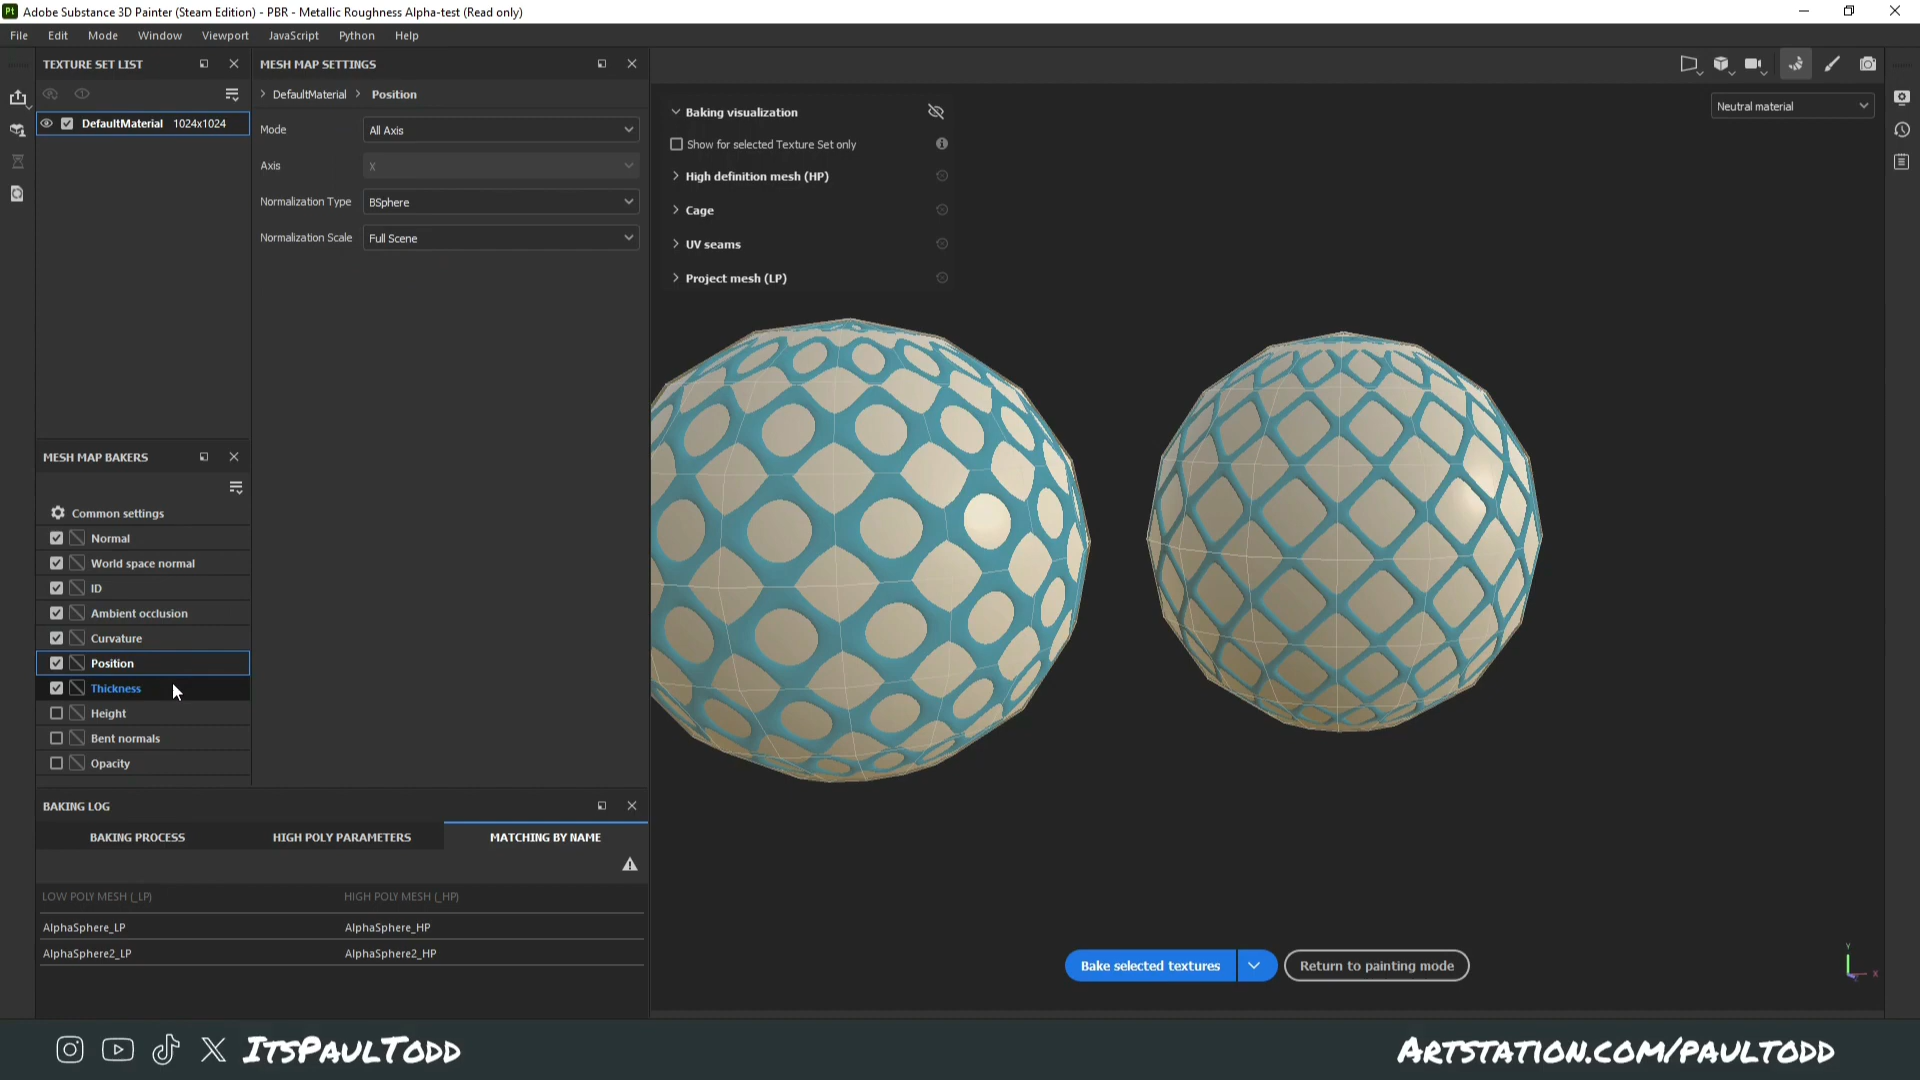 Pt Adobe Substance 3D Painter (Steam Edition) - PBR - Metallic Roughness Alpha-test (Read only)
File Edit Mode Window Viewport JavaScript Python Help
TEXTURE SET LIST
DefaultMaterial 1024x1024
MESH MAP SETTINGS
DefaultMaterial Position
Mode All Axis
Axis X
Normalization Type BSphere
Normalization Scale Full Scene
Baking visualization
Show for selected Texture Set only
High definition mesh (HP)
Cage
UV seams
Project mesh (LP)
Neutral material
MESH MAP BAKERS
Common settings
Normal
World space normal
ID
Ambient occlusion
Curvature
Position
Thickness
Height
Bent normals
Opacity
BAKING LOG
BAKING PROCESS HIGH POLY PARAMETERS MATCHING BY NAME
LOW POLY MESH (_LP) HIGH POLY MESH (_HP)
AlphaSphere_LP AlphaSphere_HP
AlphaSphere2_LP AlphaSphere2_HP
Bake selected textures
Return to painting mode
Y
X
ItsPaulTodd
Artstation.com/paultodd